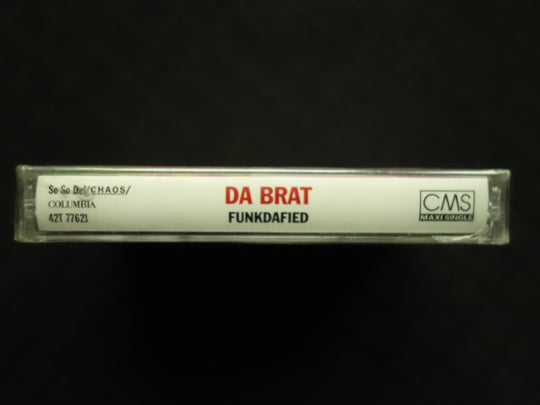 So So Def/CHAOS/
COLUMBIA
42T 77621
DA BRAT
FUNKDAFIED
CMS
MAXI SINGLE